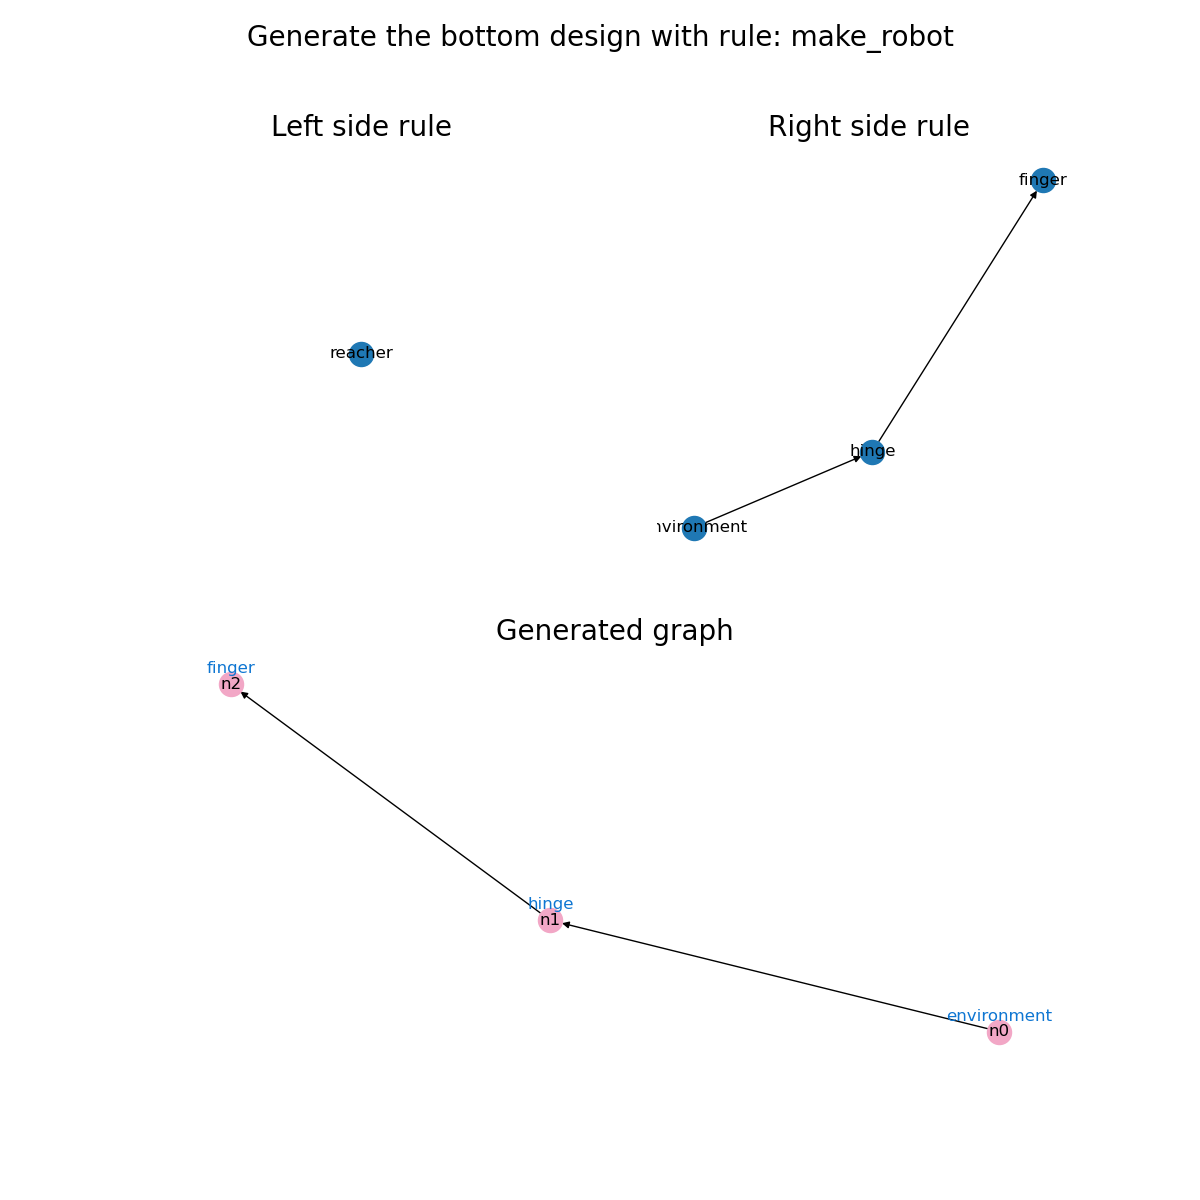 Generate the bottom design with rule: make_robot
Left side rule
Right side rule
finger
reacher
hinge
nvironment
Generated graph
finger
n2
hinge
n1
environment
n0